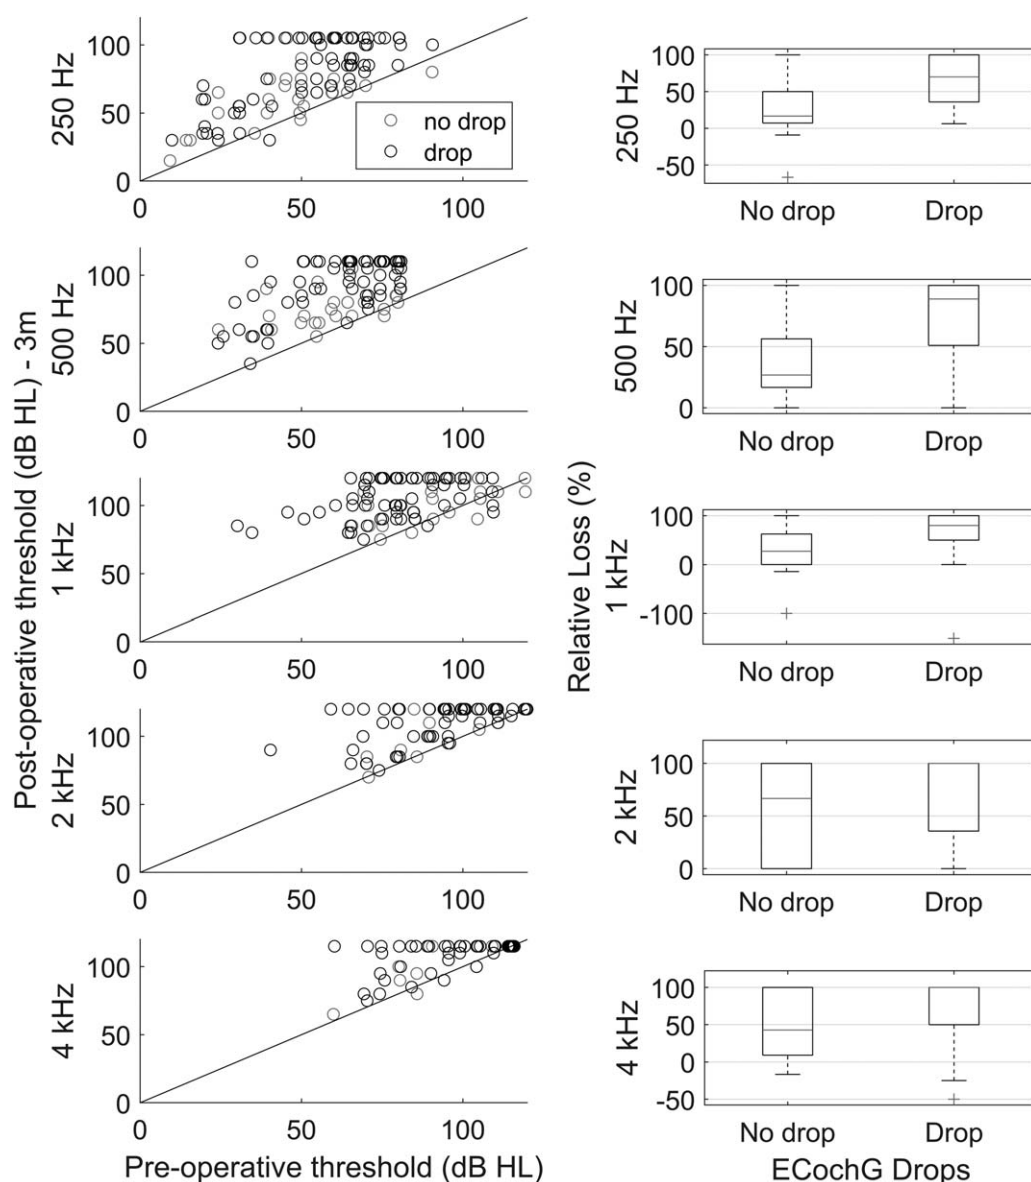 Post-operative threshold (dB HL) - 3m
250 Hz
100
50
0
0
50
100
no drop
drop
500 Hz
100
50
0
0
50
100
1 kHz
100
50
0
0
50
100
2 kHz
100
50
0
0
50
100
4 kHz
100
50
0
0
50
100
Pre-operative threshold (dB HL)
Relative Loss (%)
250 Hz
100
50
0
-50
No drop
Drop
500 Hz
100
50
0
No drop
Drop
1 kHz
100
0
-100
No drop
Drop
2 kHz
100
50
0
No drop
Drop
4 kHz
100
50
0
-50
No drop
Drop
ECochG Drops